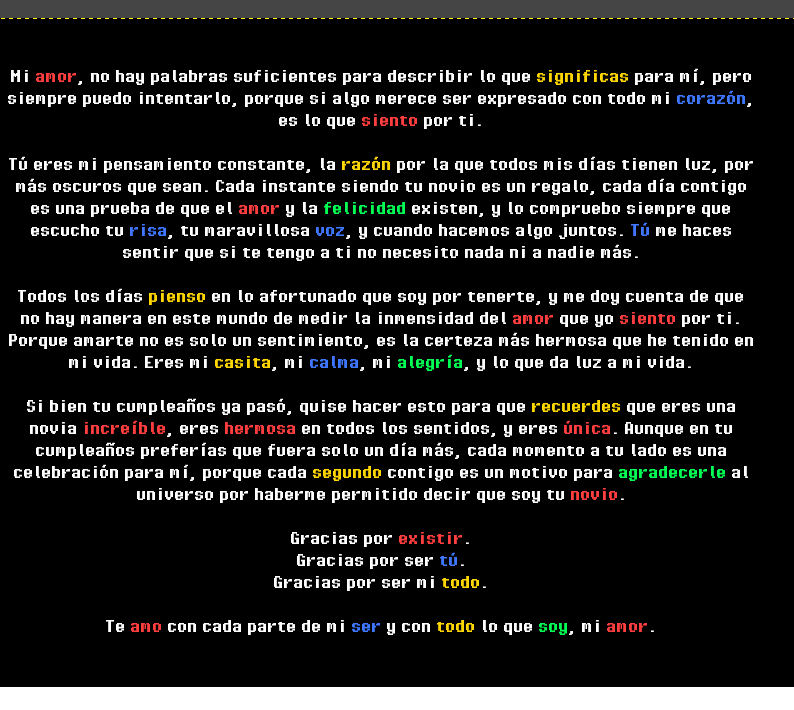 Mi amor, no hay palabras suficientes para describir lo que significas para mí, pero
siempre puedo intentarlo, porque si algo merece ser expresado con todo mi corazón,
es lo que siento por ti.
Tú eres mi pensamiento constante, la razón por la que todos mis días tienen luz, por
más oscuros que sean. Cada instante siendo tu novio es un regalo, cada día contigo
es una prueba de que el amor y la felicidad existen, y lo compruebo siempre que
escucho tu risa, tu maravillosa voz, y cuando hacemos algo juntos. Tú me haces
sentir que si te tengo a ti no necesito nada ni a nadie más.
Todos los días pienso en lo afortunado que soy por tenerte, y me doy cuenta de que
no hay manera en este mundo de medir la inmensidad del amor que yo siento por ti.
Porque amarte no es solo un sentimiento, es la certeza más hermosa que he tenido en
mi vida. Eres mi casita, mi calma, mi alegría, y lo que da luz a mi vida.
Si bien tu cumpleaños ya pasó, quise hacer esto para que recuerdes que eres una
novia increíble, eres hermosa en todos los sentidos, y eres única. Aunque en tu
cumpleaños preferías que fuera solo un día más, cada momento a tu lado es una
celebración para mí, porque cada segundo contigo es un motivo para agradecerle al
universo por haberme permitido decir que soy tu novio.
Gracias por existir.
Gracias por ser tú.
Gracias por ser mi todo.
Te amo con cada parte de mi ser y con todo lo que soy, mi amor.